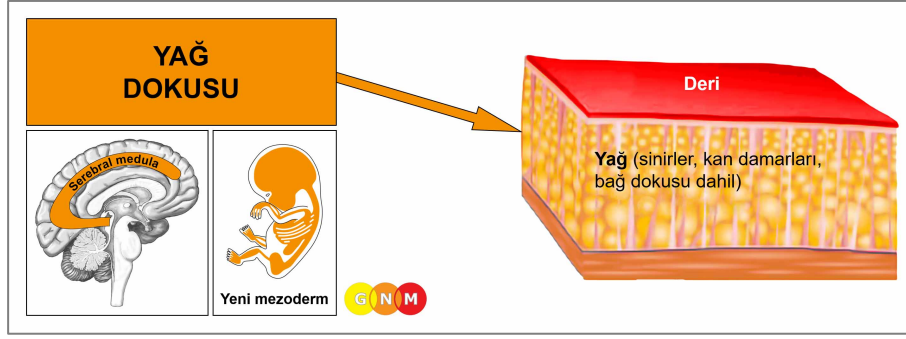 YAĞ
DOKUSU
Serebral medula
Yeni mezoderm
G N M
Deri
Yağ (sinirler, kan damarları,
bağ dokusu dahil)